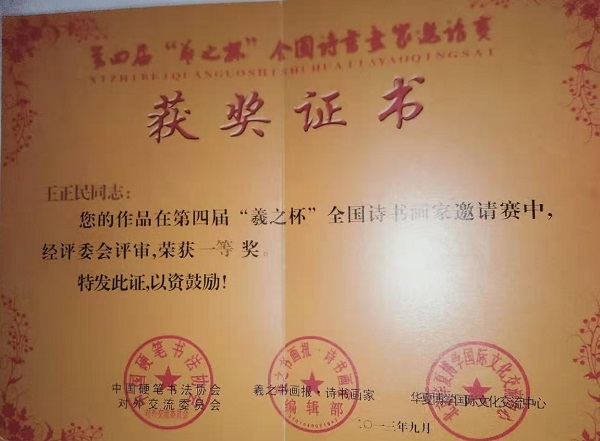 第四届“羲之杯”全国诗书画家邀请赛
获奖证书
王正民同志：
您的作品在第四届“羲之杯”全国诗书画家邀请赛中，
经评委会评审，荣获一等奖。
特发此证，以资鼓励！
中国硬笔书法协会
对外交流委员会
羲之书画报·诗书画家
编辑部
华夏博学国际文化交流中心
二〇一三年九月